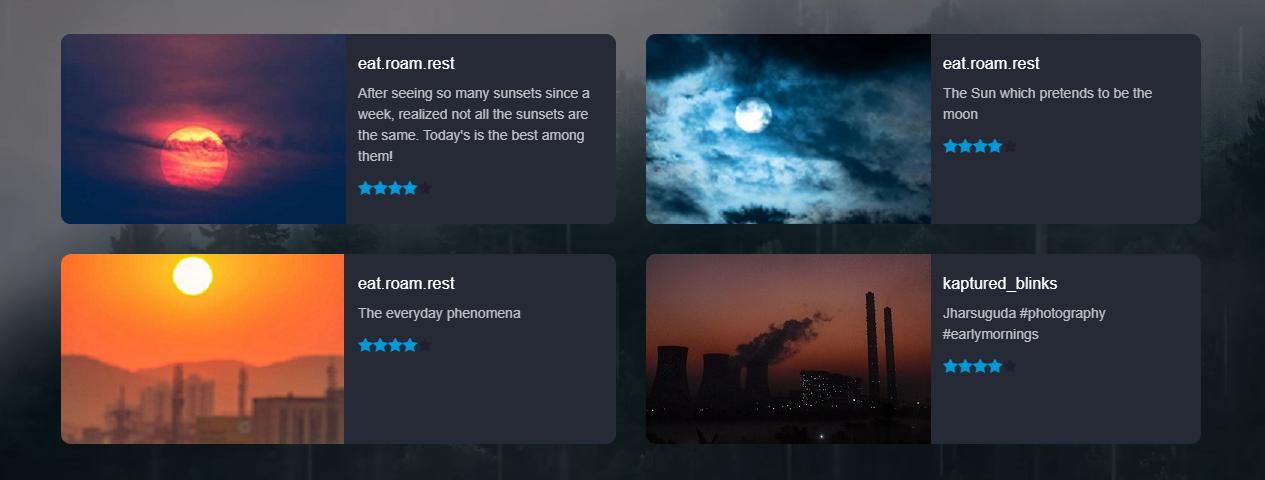 eat.roam.rest
After seeing so many sunsets since a
week, realized not all the sunsets are
the same. Today's is the best among
them!
eat.roam.rest
The Sun which pretends to be the
moon
eat.roam.rest
The everyday phenomena
kaptured_blinks
Jharsuguda #photography
#earlymornings